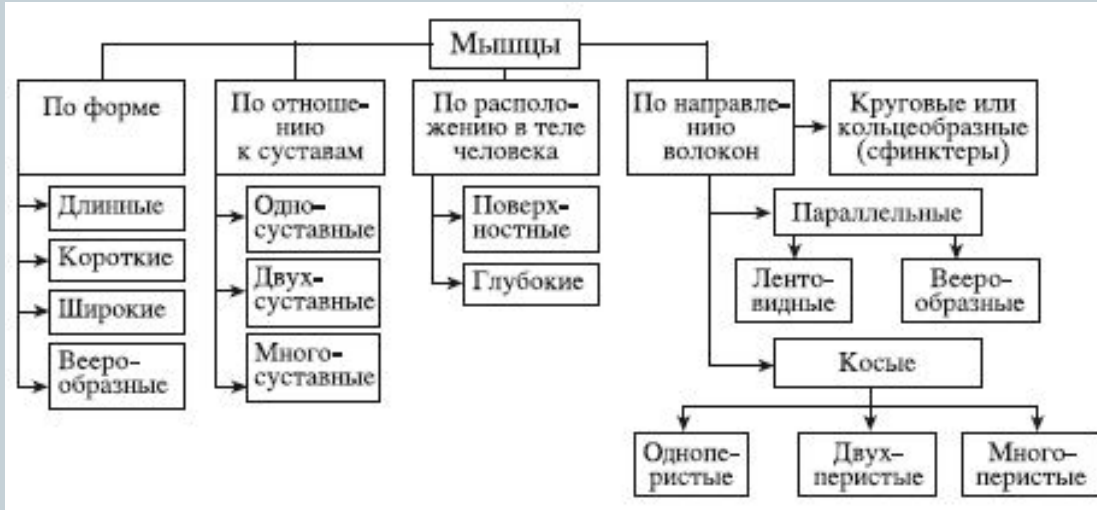 Мышцы
По форме
По отноше-
нию
к суставам
По располо-
жению в теле
человека
По направле-
нию
волокон
Круговые или
кольцеобразные
(сфинктеры)
Длинные
Короткие
Широкие
Вееро-
образные
Одно-
суставные
Двух-
суставные
Много-
суставные
Поверх-
ностные
Глубокие
Параллельные
Ленто-
видные
Вееро-
образные
Косые
Однопе-
ристые
Двух-
перистые
Много-
перистые